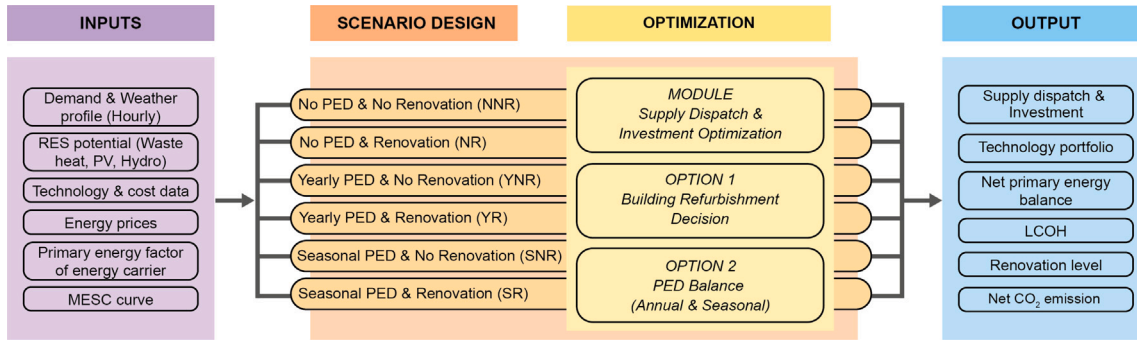 INPUTS
SCENARIO DESIGN
OPTIMIZATION
OUTPUT
Demand & Weather
profile (Hourly)
RES potential (Waste
heat, PV, Hydro)
Technology & cost data
Energy prices
Primary energy factor
of energy carrier
MESC curve
No PED & No Renovation (NNR)
No PED & Renovation (NR)
Yearly PED & No Renovation (YNR)
Yearly PED & Renovation (YR)
Seasonal PED & No Renovation (SNR)
Seasonal PED & Renovation (SR)
MODULE
Supply Dispatch &
Investment Optimization
OPTION 1
Building Refurbishment
Decision
OPTION 2
PED Balance
(Annual & Seasonal)
Supply dispatch &
Investment
Technology portfolio
Net primary energy
balance
LCOH
Renovation level
Net CO₂ emission